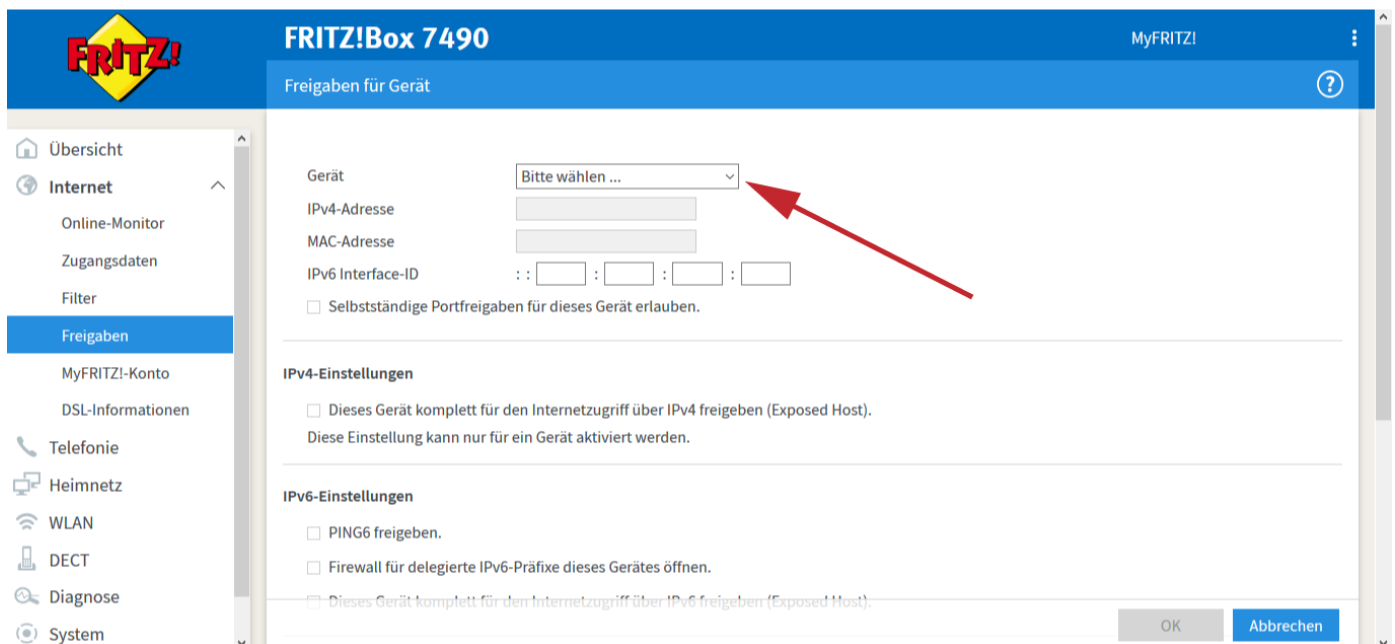 FRITZ!
FRITZ!Box 7490
MyFRITZ!
Freigaben für Gerät
?
Übersicht
Internet
Online-Monitor
Zugangsdaten
Filter
Freigaben
MyFRITZ!-Konto
DSL-Informationen
Telefonie
Heimnetz
WLAN
DECT
Diagnose
System
Gerät Bitte wählen ...
IPv4-Adresse
MAC-Adresse
IPv6 Interface-ID : : : : :
Selbstständige Portfreigaben für dieses Gerät erlauben.
IPv4-Einstellungen
Dieses Gerät komplett für den Internetzugriff über IPv4 freigeben (Exposed Host).
Diese Einstellung kann nur für ein Gerät aktiviert werden.
IPv6-Einstellungen
PING6 freigeben.
Firewall für delegierte IPv6-Präfixe dieses Gerätes öffnen.
Dieses Gerät komplett für den Internetzugriff über IPv6 freigeben (Exposed Host).
OK Abbrechen